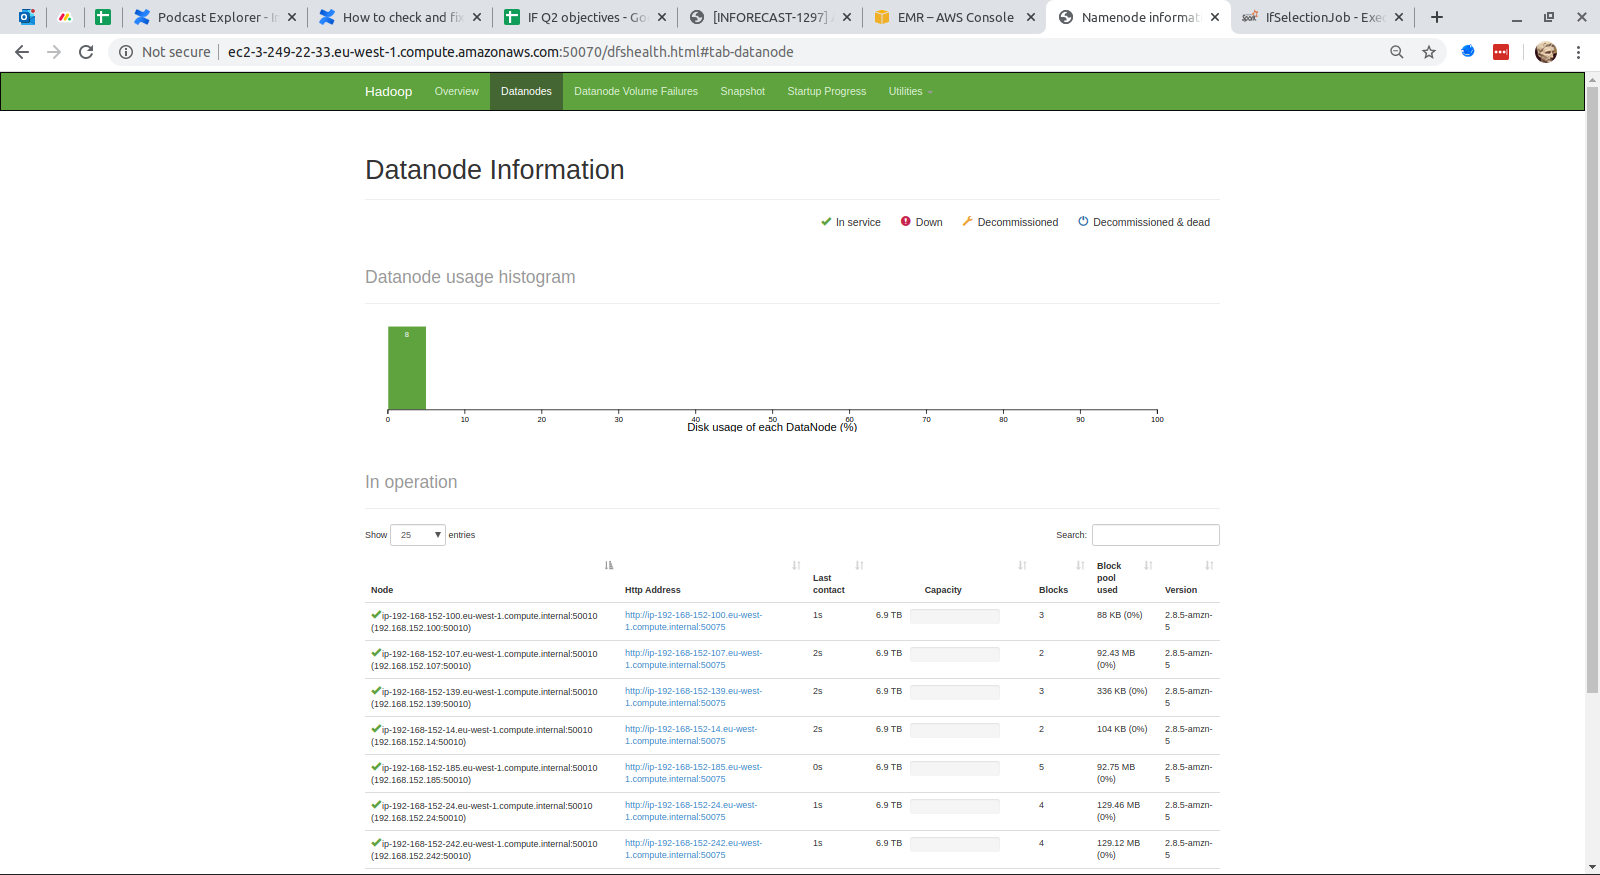 Podcast Explorer - In
How to check and fix
IF Q2 objectives - Go
[INFORECAST-1297]
EMR – AWS Console
Namenode informat
IfSelectionJob - Exec
Not secure ec2-3-249-22-33.eu-west-1.compute.amazonaws.com:50070/dfshealth.html#tab-datanode
Hadoop Overview Datanodes Datanode Volume Failures Snapshot Startup Progress Utilities
Datanode Information
In service Down Decommissioned Decommissioned & dead
Datanode usage histogram
8
0 10 20 30 40 50 60 70 80 90 100
Disk usage of each DataNode (%)
In operation
Show 25 entries Search:
Node Http Address Last contact Capacity Blocks Block pool used Version
ip-192-168-152-100.eu-west-1.compute.internal:50010 http://ip-192-168-152-100.eu-west- 1s 6.9 TB 3 88 KB (0%) 2.8.5-amzn-
(192.168.152.100:50010) 1.compute.internal:50075 5
ip-192-168-152-107.eu-west-1.compute.internal:50010 http://ip-192-168-152-107.eu-west- 2s 6.9 TB 2 92.43 MB 2.8.5-amzn-
(192.168.152.107:50010) 1.compute.internal:50075 (0%) 5
ip-192-168-152-139.eu-west-1.compute.internal:50010 http://ip-192-168-152-139.eu-west- 2s 6.9 TB 3 336 KB (0%) 2.8.5-amzn-
(192.168.152.139:50010) 1.compute.internal:50075 5
ip-192-168-152-14.eu-west-1.compute.internal:50010 http://ip-192-168-152-14.eu-west- 2s 6.9 TB 2 104 KB (0%) 2.8.5-amzn-
(192.168.152.14:50010) 1.compute.internal:50075 5
ip-192-168-152-185.eu-west-1.compute.internal:50010 http://ip-192-168-152-185.eu-west- 0s 6.9 TB 5 92.75 MB 2.8.5-amzn-
(192.168.152.185:50010) 1.compute.internal:50075 (0%) 5
ip-192-168-152-24.eu-west-1.compute.internal:50010 http://ip-192-168-152-24.eu-west- 1s 6.9 TB 4 129.46 MB 2.8.5-amzn-
(192.168.152.24:50010) 1.compute.internal:50075 (0%) 5
ip-192-168-152-242.eu-west-1.compute.internal:50010 http://ip-192-168-152-242.eu-west- 1s 6.9 TB 4 129.12 MB 2.8.5-amzn-
(192.168.152.242:50010) 1.compute.internal:50075 (0%) 5